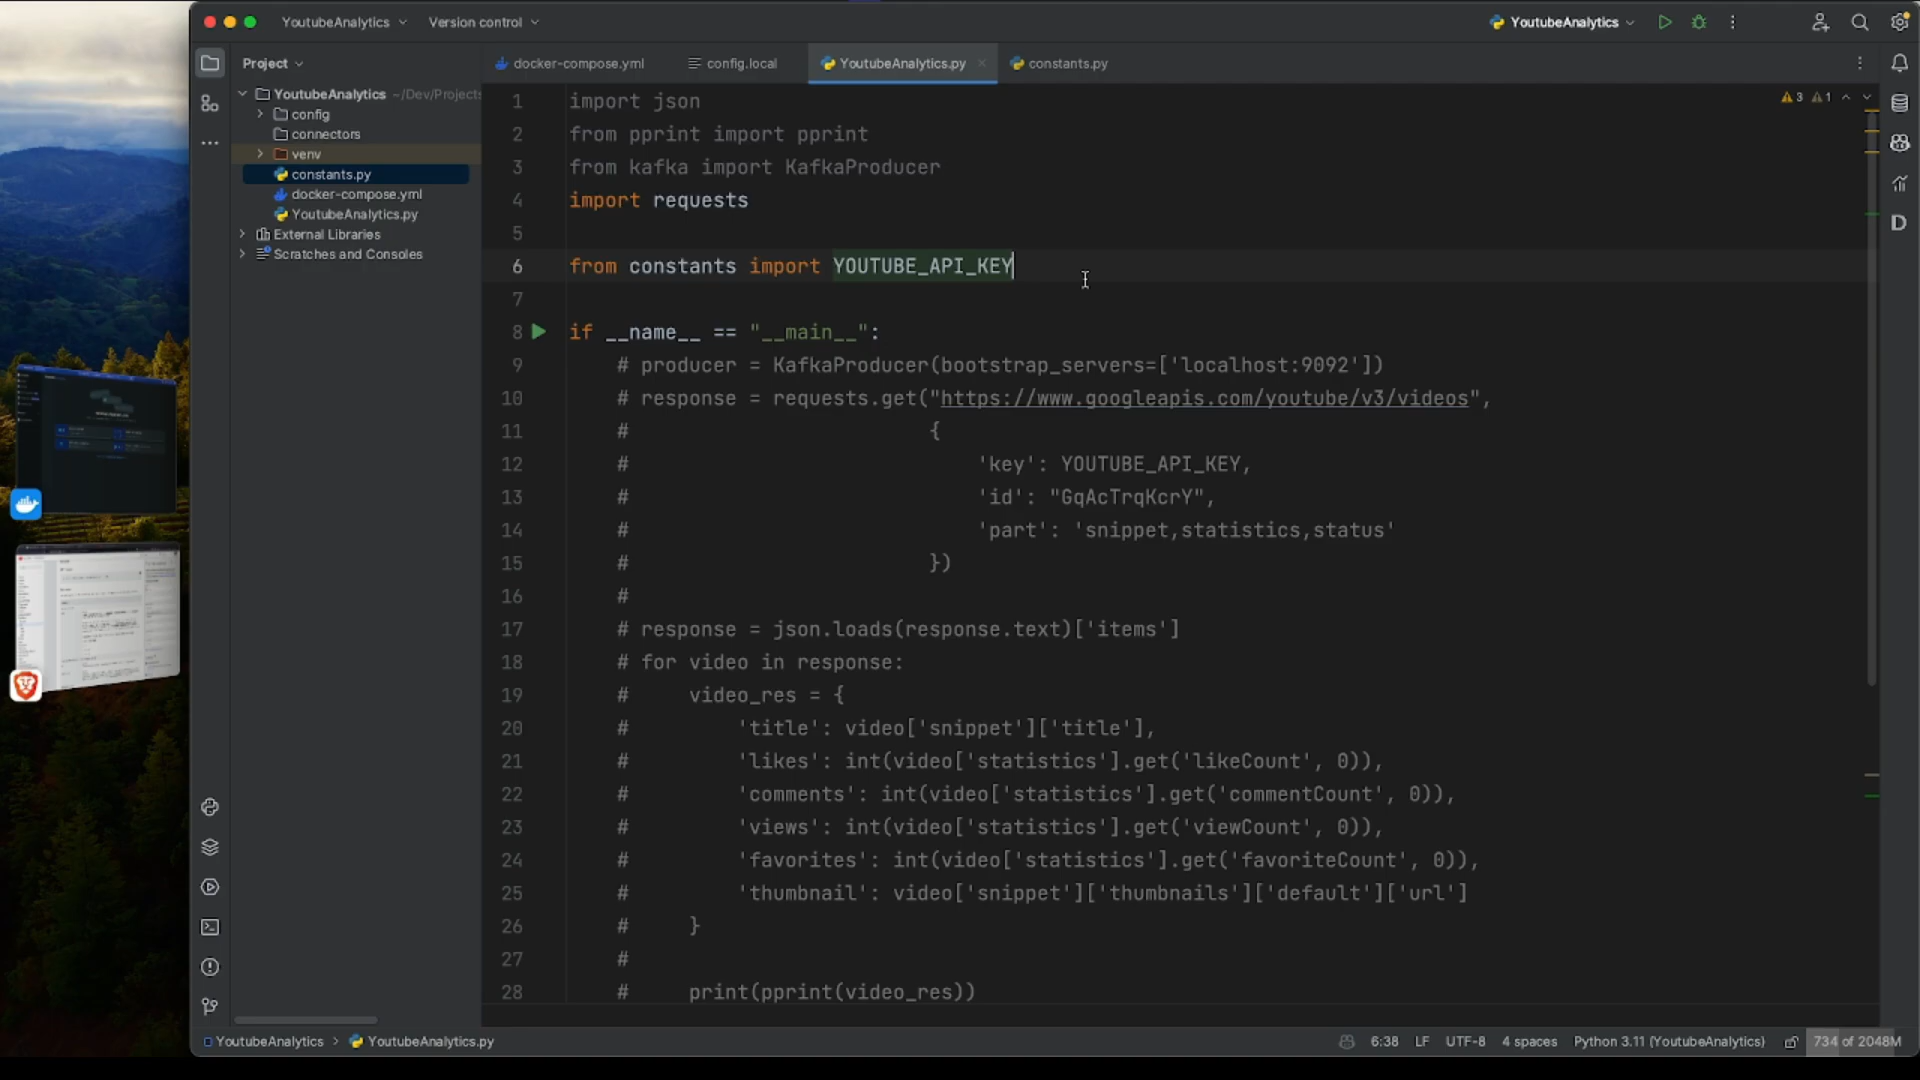 YoutubeAnalytics
Version control
YoutubeAnalytics
Project
docker-compose.yml
config.local
YoutubeAnalytics.py
constants.py
YoutubeAnalytics ~/Dev/Projects
config
connectors
venv
constants.py
docker-compose.yml
YoutubeAnalytics.py
External Libraries
Scratches and Consoles
3 1
D
1 import json
2 from pprint import pprint
3 from kafka import KafkaProducer
4 import requests
5
6 from constants import YOUTUBE_API_KEY
7
8 if __name__ == "__main__":
9 # producer = KafkaProducer(bootstrap_servers=['localhost:9092'])
10 # response = requests.get("https://www.googleapis.com/youtube/v3/videos",
11 # {
12 # 'key': YOUTUBE_API_KEY,
13 # 'id': "GqAcTrqKcrY",
14 # 'part': 'snippet,statistics,status'
15 # })
16 #
17 # response = json.loads(response.text)['items']
18 # for video in response:
19 # video_res = {
20 # 'title': video['snippet']['title'],
21 # 'likes': int(video['statistics'].get('likeCount', 0)),
22 # 'comments': int(video['statistics'].get('commentCount', 0)),
23 # 'views': int(video['statistics'].get('viewCount', 0)),
24 # 'favorites': int(video['statistics'].get('favoriteCount', 0)),
25 # 'thumbnail': video['snippet']['thumbnails']['default']['url']
26 # }
27 #
28 # print(pprint(video_res))
YoutubeAnalytics > YoutubeAnalytics.py
6:38 LF UTF-8 4 spaces Python 3.11 (YoutubeAnalytics) 734 of 2048M